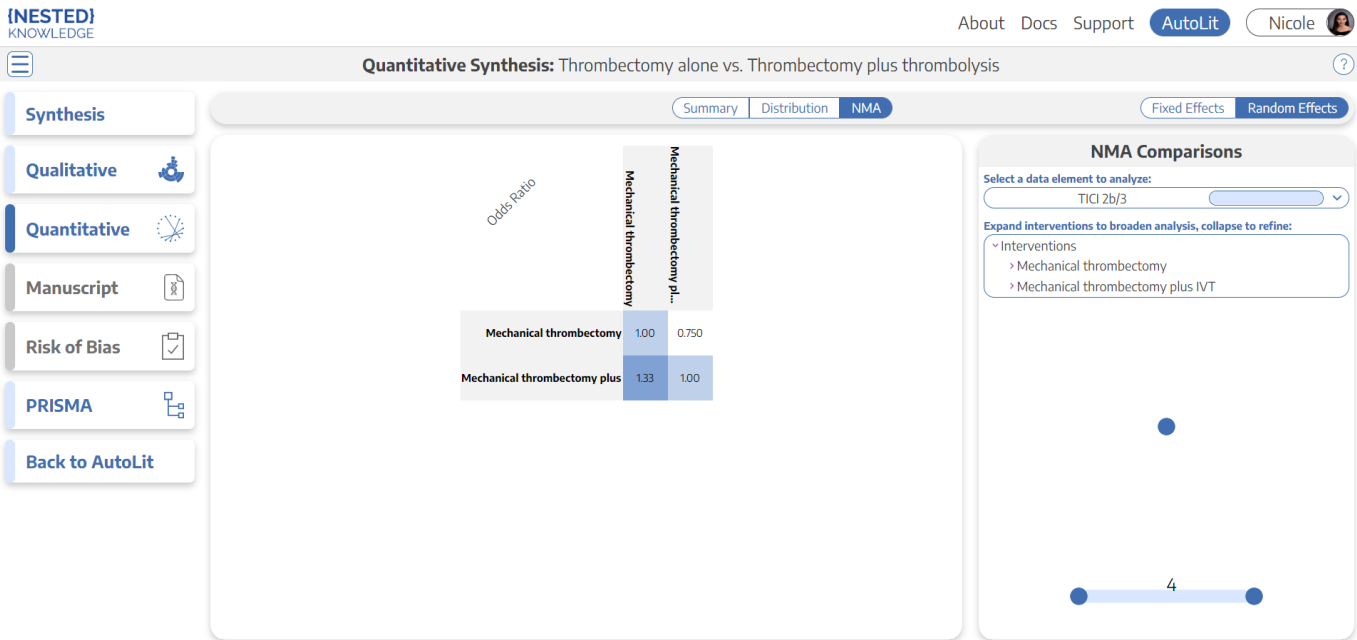 {NESTED}
KNOWLEDGE
About Docs Support AutoLit Nicole
Quantitative Synthesis: Thrombectomy alone vs. Thrombectomy plus thrombolysis
?
Synthesis
Qualitative
Quantitative
Manuscript
Risk of Bias
PRISMA
Back to AutoLit
Summary Distribution NMA
Fixed Effects Random Effects
Odds Ratio
Mechanical thrombectomy
Mechanical thrombectomy pl...
Mechanical thrombectomy 1.00 0.750
Mechanical thrombectomy plus 1.33 1.00
NMA Comparisons
Select a data element to analyze:
TICI 2b/3
Expand interventions to broaden analysis, collapse to refine:
Interventions
Mechanical thrombectomy
Mechanical thrombectomy plus IVT
4